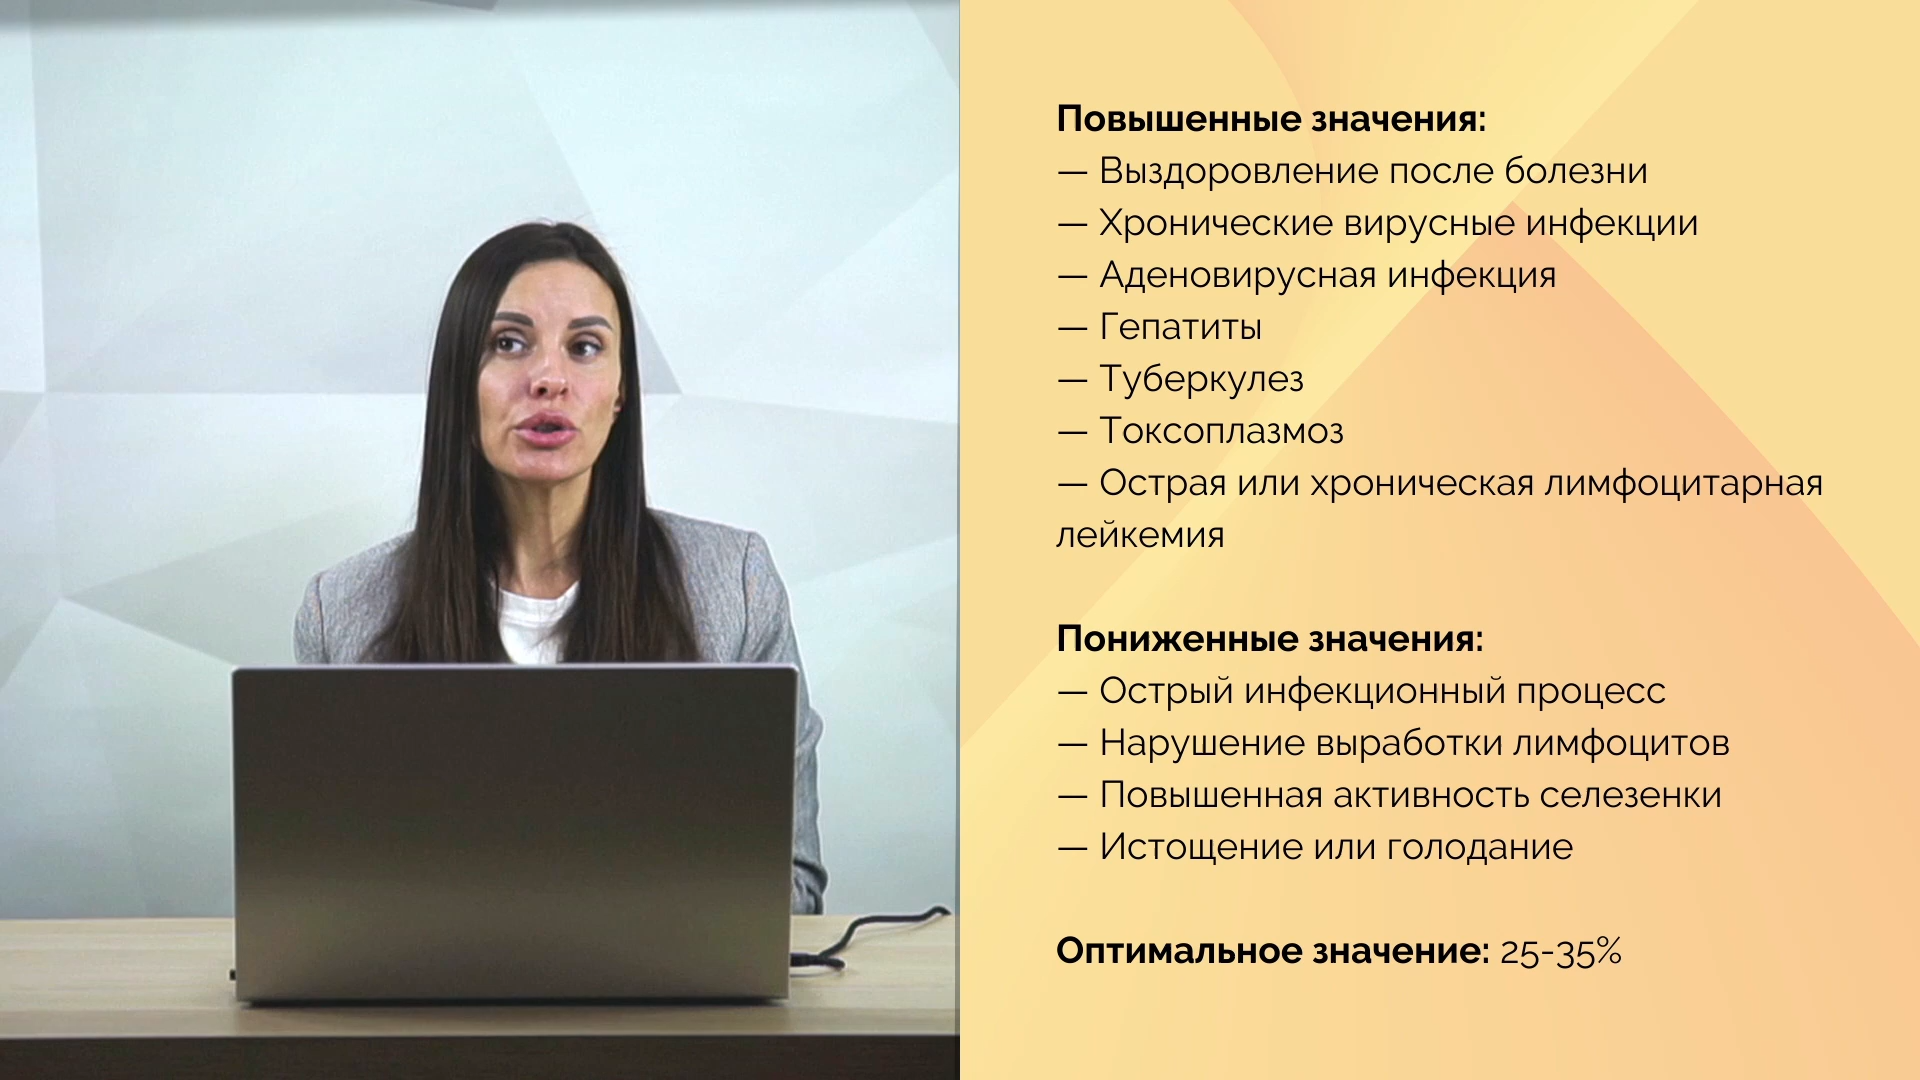 Повышенные значения:
— Выздоровление после болезни
— Хронические вирусные инфекции
— Аденовирусная инфекция
— Гепатиты
— Туберкулез
— Токсоплазмоз
— Острая или хроническая лимфоцитарная
лейкемия
Пониженные значения:
— Острый инфекционный процесс
— Нарушение выработки лимфоцитов
— Повышенная активность селезенки
— Истощение или голодание
Оптимальное значение: 25-35%